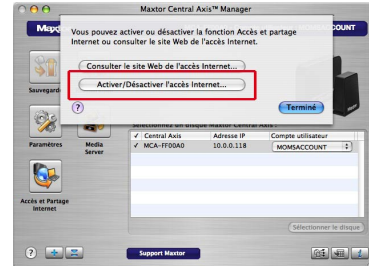 Maxtor Central Axis™ Manager
Vous pouvez activer ou désactiver la fonction Accès et partage
Internet ou consulter le site Web de l'accès Internet.
Consulter le site Web de l'accès Internet...
Activer/Désactiver l'accès Internet...
?
Terminé
Paramètres
Media
Server
Accès et Partage
Internet
✓ Central Axis
Adresse IP
Compte utilisateur
✓ MCA-FF00A0
10.0.0.118
MOMSACCOUNT
Sélectionner le disque
?
Support Maxtor